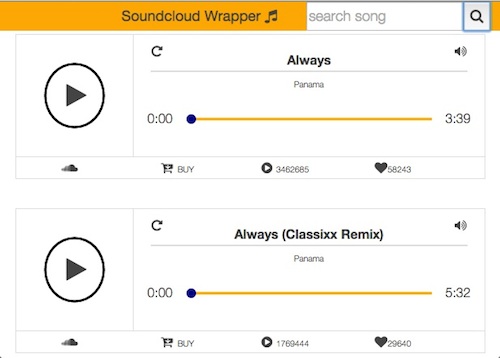 Soundcloud Wrapper
search song
Always
Panama
0:00 3:39
BUY 3462685 58243
Always (Classixx Remix)
Panama
0:00 5:32
BUY 1769444 29640